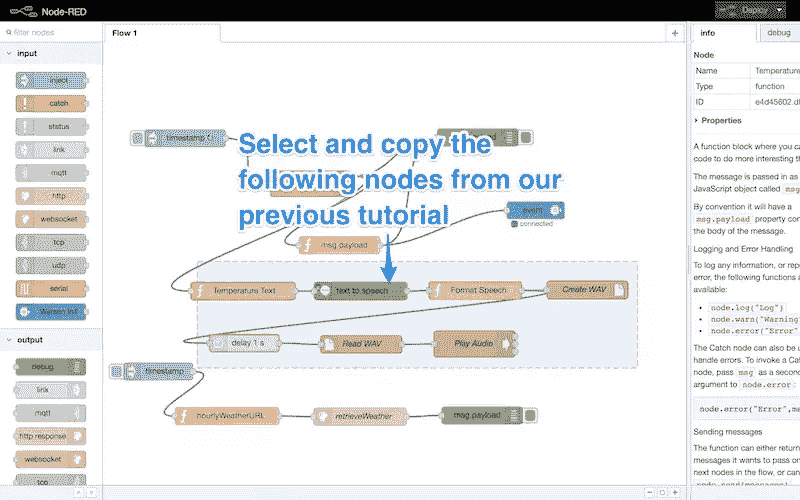 Node-RED
Deploy
filter nodes
Flow 1
+
info
debug
input
inject
catch
status
link
mqtt
http
websocket
tcp
udp
serial
output
debug
link
mqtt
http response
websocket
tcp
timestamp
Select and copy the
following nodes from our
previous tutorial
msg.payload
event
connected
Temperature Text
text to speech
Format Speech
Create WAV
delay 1 s
Read WAV
Play Audio
timestamp
hourlyWeatherURL
retrieveWeather
msg.payload
Node
Name
Temperature
Type
function
ID
Properties
A function block where you ca
code to do more interesting th
The message is passed in as
JavaScript object called msg
By convention it will have a
msg.payload property con
the body of the message.
Logging and Error Handling
To log any information, or repo
error, the following functions a
available:
node.log("Log")
node.warn("Warning
node.error("Error"
The Catch node can also be u
handle errors. To invoke a Cat
node, pass msg as a second
argument to node.error :
node.error("Error",ma
Sending messages
The function can either return
messages it wants to pass on
next nodes in the flow, or can